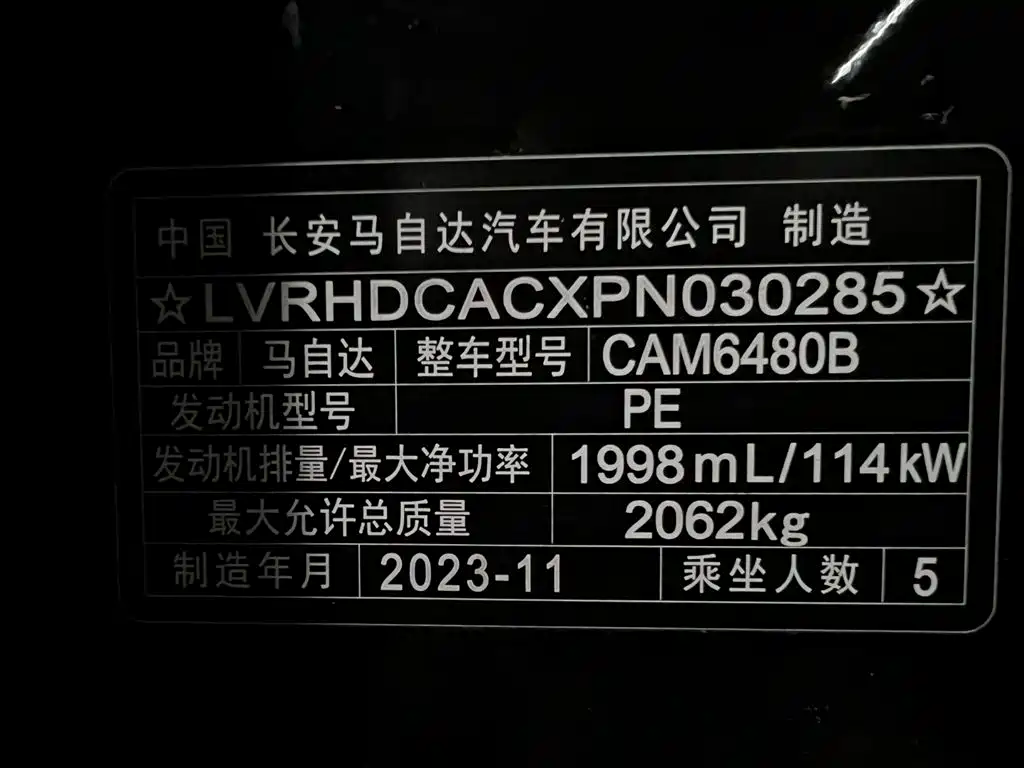 中国 长安马自达汽车有限公司 制造
☆LVRHDCACXPN030285☆
品牌 马自达 整车型号 CAM6480B
发动机型号 PE
发动机排量/最大净功率 1998mL/114kW
最大允许总质量 2062kg
制造年月 2023-11 乘坐人数 5